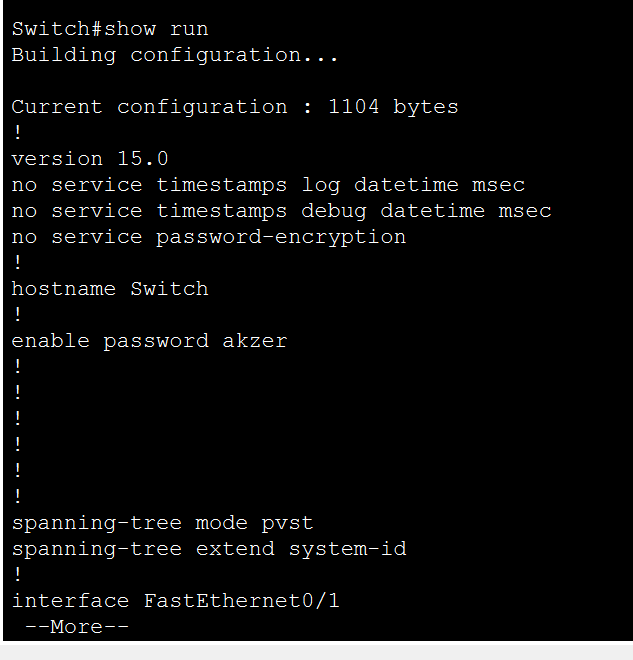 Switch#show run
Building configuration...
Current configuration : 1104 bytes
!
version 15.0
no service timestamps log datetime msec
no service timestamps debug datetime msec
no service password-encryption
!
hostname Switch
!
enable password akzer
!
!
!
!
!
!
spanning-tree mode pvst
spanning-tree extend system-id
!
interface FastEthernet0/1
--More--